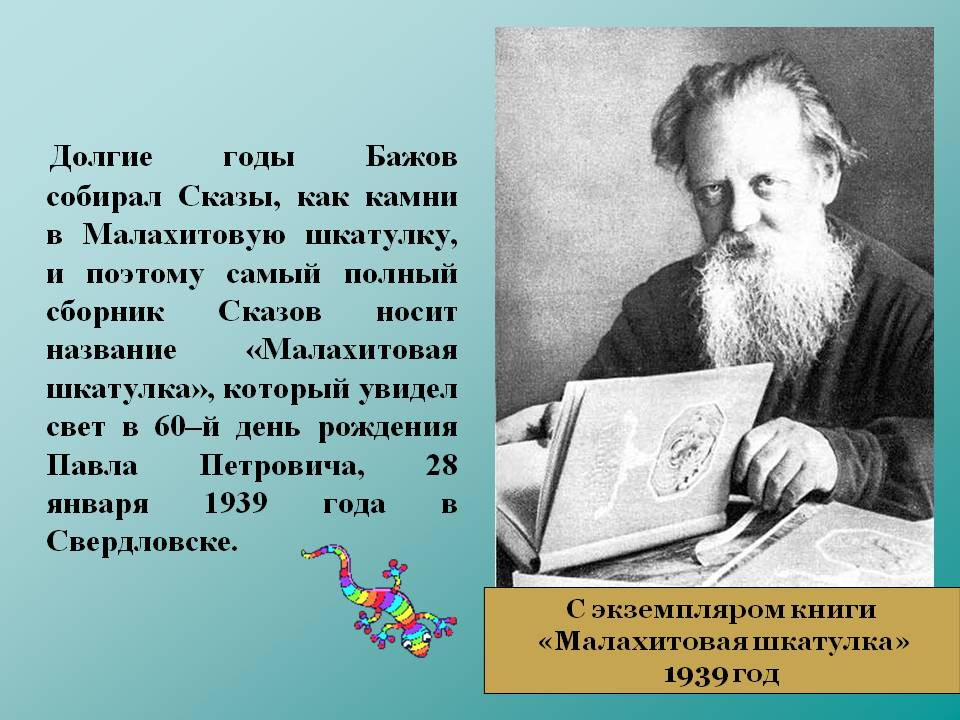 Долгие годы Бажов
собирал Сказы, как камни
в Малахитовую шкатулку,
и поэтому самый полный
сборник Сказов носит
название «Малахитовая
шкатулка», который увидел
свет в 60–й день рождения
Павла Петровича, 28
января 1939 года в
Свердловске.
С экземпляром книги
«Малахитовая шкатулка»
1939 год